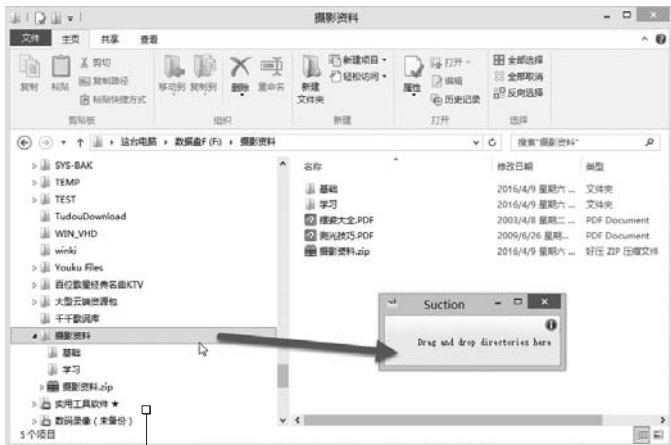 摄影资料
文件 主页 共享 查看
复制
粘贴
剪切
复制路径
粘贴快捷方式
剪贴板
移动到 复制到 删除 重命名
组织
新建项目
轻松访问
新建
文件夹
新建
属性
打开
编辑
历史记录
打开
全部选择
全部取消
反向选择
选择
这台电脑 数据盘F (F:) 摄影资料
搜索"摄影资料"
SYS-BAK
TEMP
TEST
TudouDownload
WIN_VHD
winki
Youku Files
百位数星经典名曲KTV
大型云端资源包
千千歌词库
摄影资料
基础
学习
摄影资料.zip
实用工具软件 ★
数码录像 ( 未备份 )
名称 修改日期 类型
基础 2016/4/9 星期六 ... 文件夹
学习 2016/4/9 星期六 ... 文件夹
摆姿大全.PDF 2003/4/8 星期二 ... PDF Document
测光技巧.PDF 2009/6/26 星期... PDF Document
摄影资料.zip 2016/4/9 星期六 ... 好压 ZIP 压缩文件
Suction
Drag and drop directories here
5 个项目